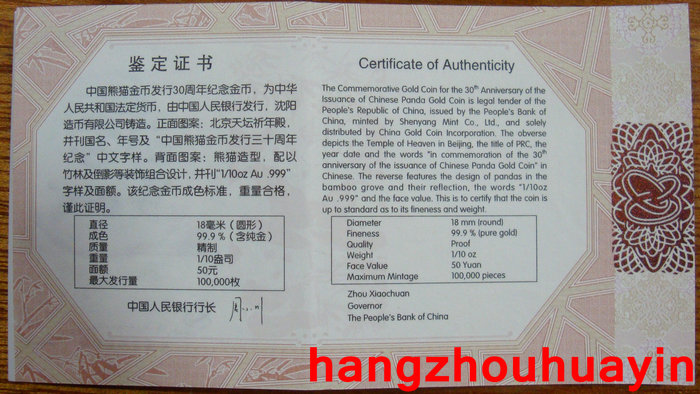 鉴定证书
中国熊猫金币发行30周年纪念金币，为中华
人民共和国法定货币，由中国人民银行发行，沈阳
造币有限公司铸造。正面图案：北京天坛祈年殿，
并刊国名、年号及“中国熊猫金币发行三十周年
纪念”中文字样。背面图案：熊猫造型，配以
竹林及倒影等装饰组合设计，并刊“1/10oz Au .999”
字样及面额。该纪念金币成色标准，重量合格，
谨此证明。
直径 18毫米（圆形）
成色 99.9％（含纯金）
质量 精制
重量 1/10盎司
面额 50元
最大发行量 100,000枚
中国人民银行行长
Certificate of Authenticity
The Commemorative Gold Coin for the 30th Anniversary of the
Issuance of Chinese Panda Gold Coin is legal tender of the
People's Republic of China, issued by the People's Bank of
China, minted by Shenyang Mint Co., Ltd., and solely
distributed by China Gold Coin Incorporation. The obverse
depicts the Temple of Heaven in Beijing, the title of PRC, the
year date and the words "in commemoration of the 30th
anniversary of the issuance of Chinese Panda Gold Coin" in
Chinese. The reverse features the design of pandas in the
bamboo grove and their reflection, the words "1/10oz
Au .999" and the face value. This is to certify that the coin is
up to standard as to its fineness and weight.
Diameter 18 mm (round)
Fineness 99.9 % (pure gold)
Quality Proof
Weight 1/10 oz
Face Value 50 Yuan
Maximum Mintage 100,000 pieces
Zhou Xiaochuan
Governor
The People's Bank of China
hangzhouhuayin